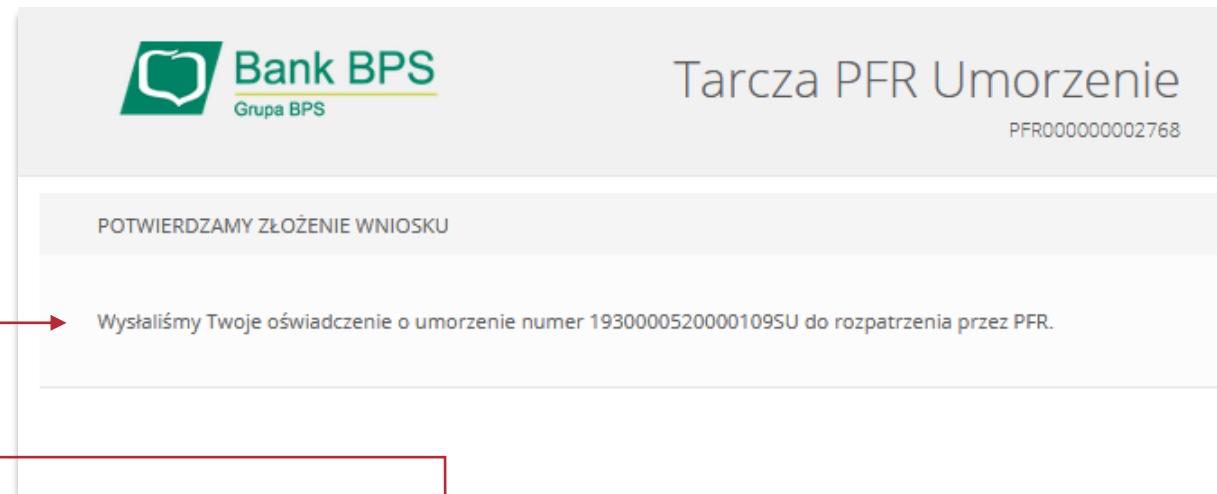 Bank BPS
Grupa BPS
Tarcza PFR Umorzenie
PFR000000002768
POTWIERDZAMY ZŁOŻENIE WNIOSKU
Wysłaliśmy Twoje oświadczenie o umorzenie numer 1930000520000109SU do rozpatrzenia przez PFR.